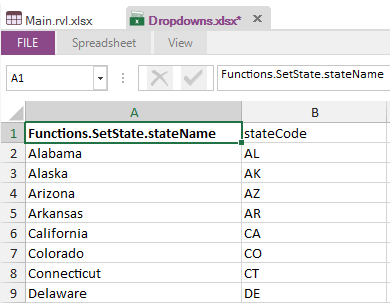 Main.rvl.xlsx Dropdowns.xlsx*
FILE Spreadsheet View
A1 Functions.SetState.stateName
A B
1 Functions.SetState.stateName stateCode
2 Alabama AL
3 Alaska AK
4 Arizona AZ
5 Arkansas AR
6 California CA
7 Colorado CO
8 Connecticut CT
9 Delaware DE